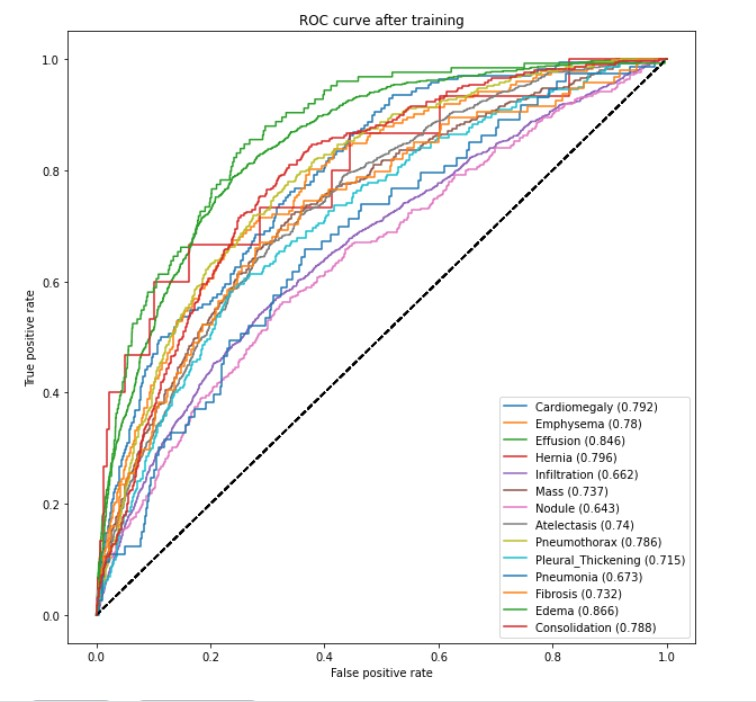 ROC curve after training
1.0
0.8
0.6
0.4
0.2
0.0
True positive rate
0.0 0.2 0.4 0.6 0.8 1.0
False positive rate
Cardiomegaly (0.792)
Emphysema (0.78)
Effusion (0.846)
Hernia (0.796)
Infiltration (0.662)
Mass (0.737)
Nodule (0.643)
Atelectasis (0.74)
Pneumothorax (0.786)
Pleural_Thickening (0.715)
Pneumonia (0.673)
Fibrosis (0.732)
Edema (0.866)
Consolidation (0.788)